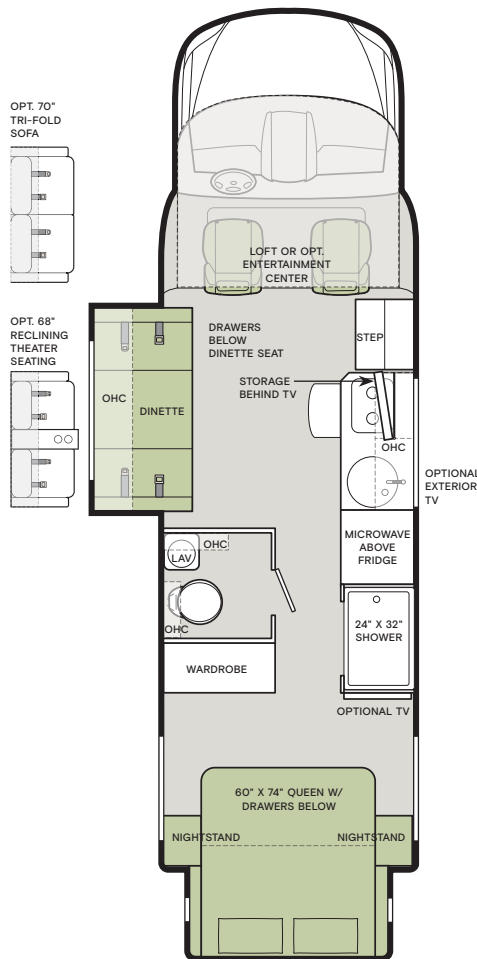 OPT. 70"
TRI-FOLD
SOFA
LOFT OR OPT.
ENTERTAINMENT
CENTER
OPT. 68"
RECLINING
THEATER
SEATING
DRAWERS
BELOW
DINETTE SEAT
STEP
STORAGE
BEHIND TV
OHC
DINETTE
OHC
OPTIONAL
EXTERIOR
TV
MICROWAVE
ABOVE
FRIDGE
OHC
LAV
OHC
24" X 32"
SHOWER
WARDROBE
OPTIONAL TV
60" X 74" QUEEN W/
DRAWERS BELOW
NIGHTSTAND
NIGHTSTAND